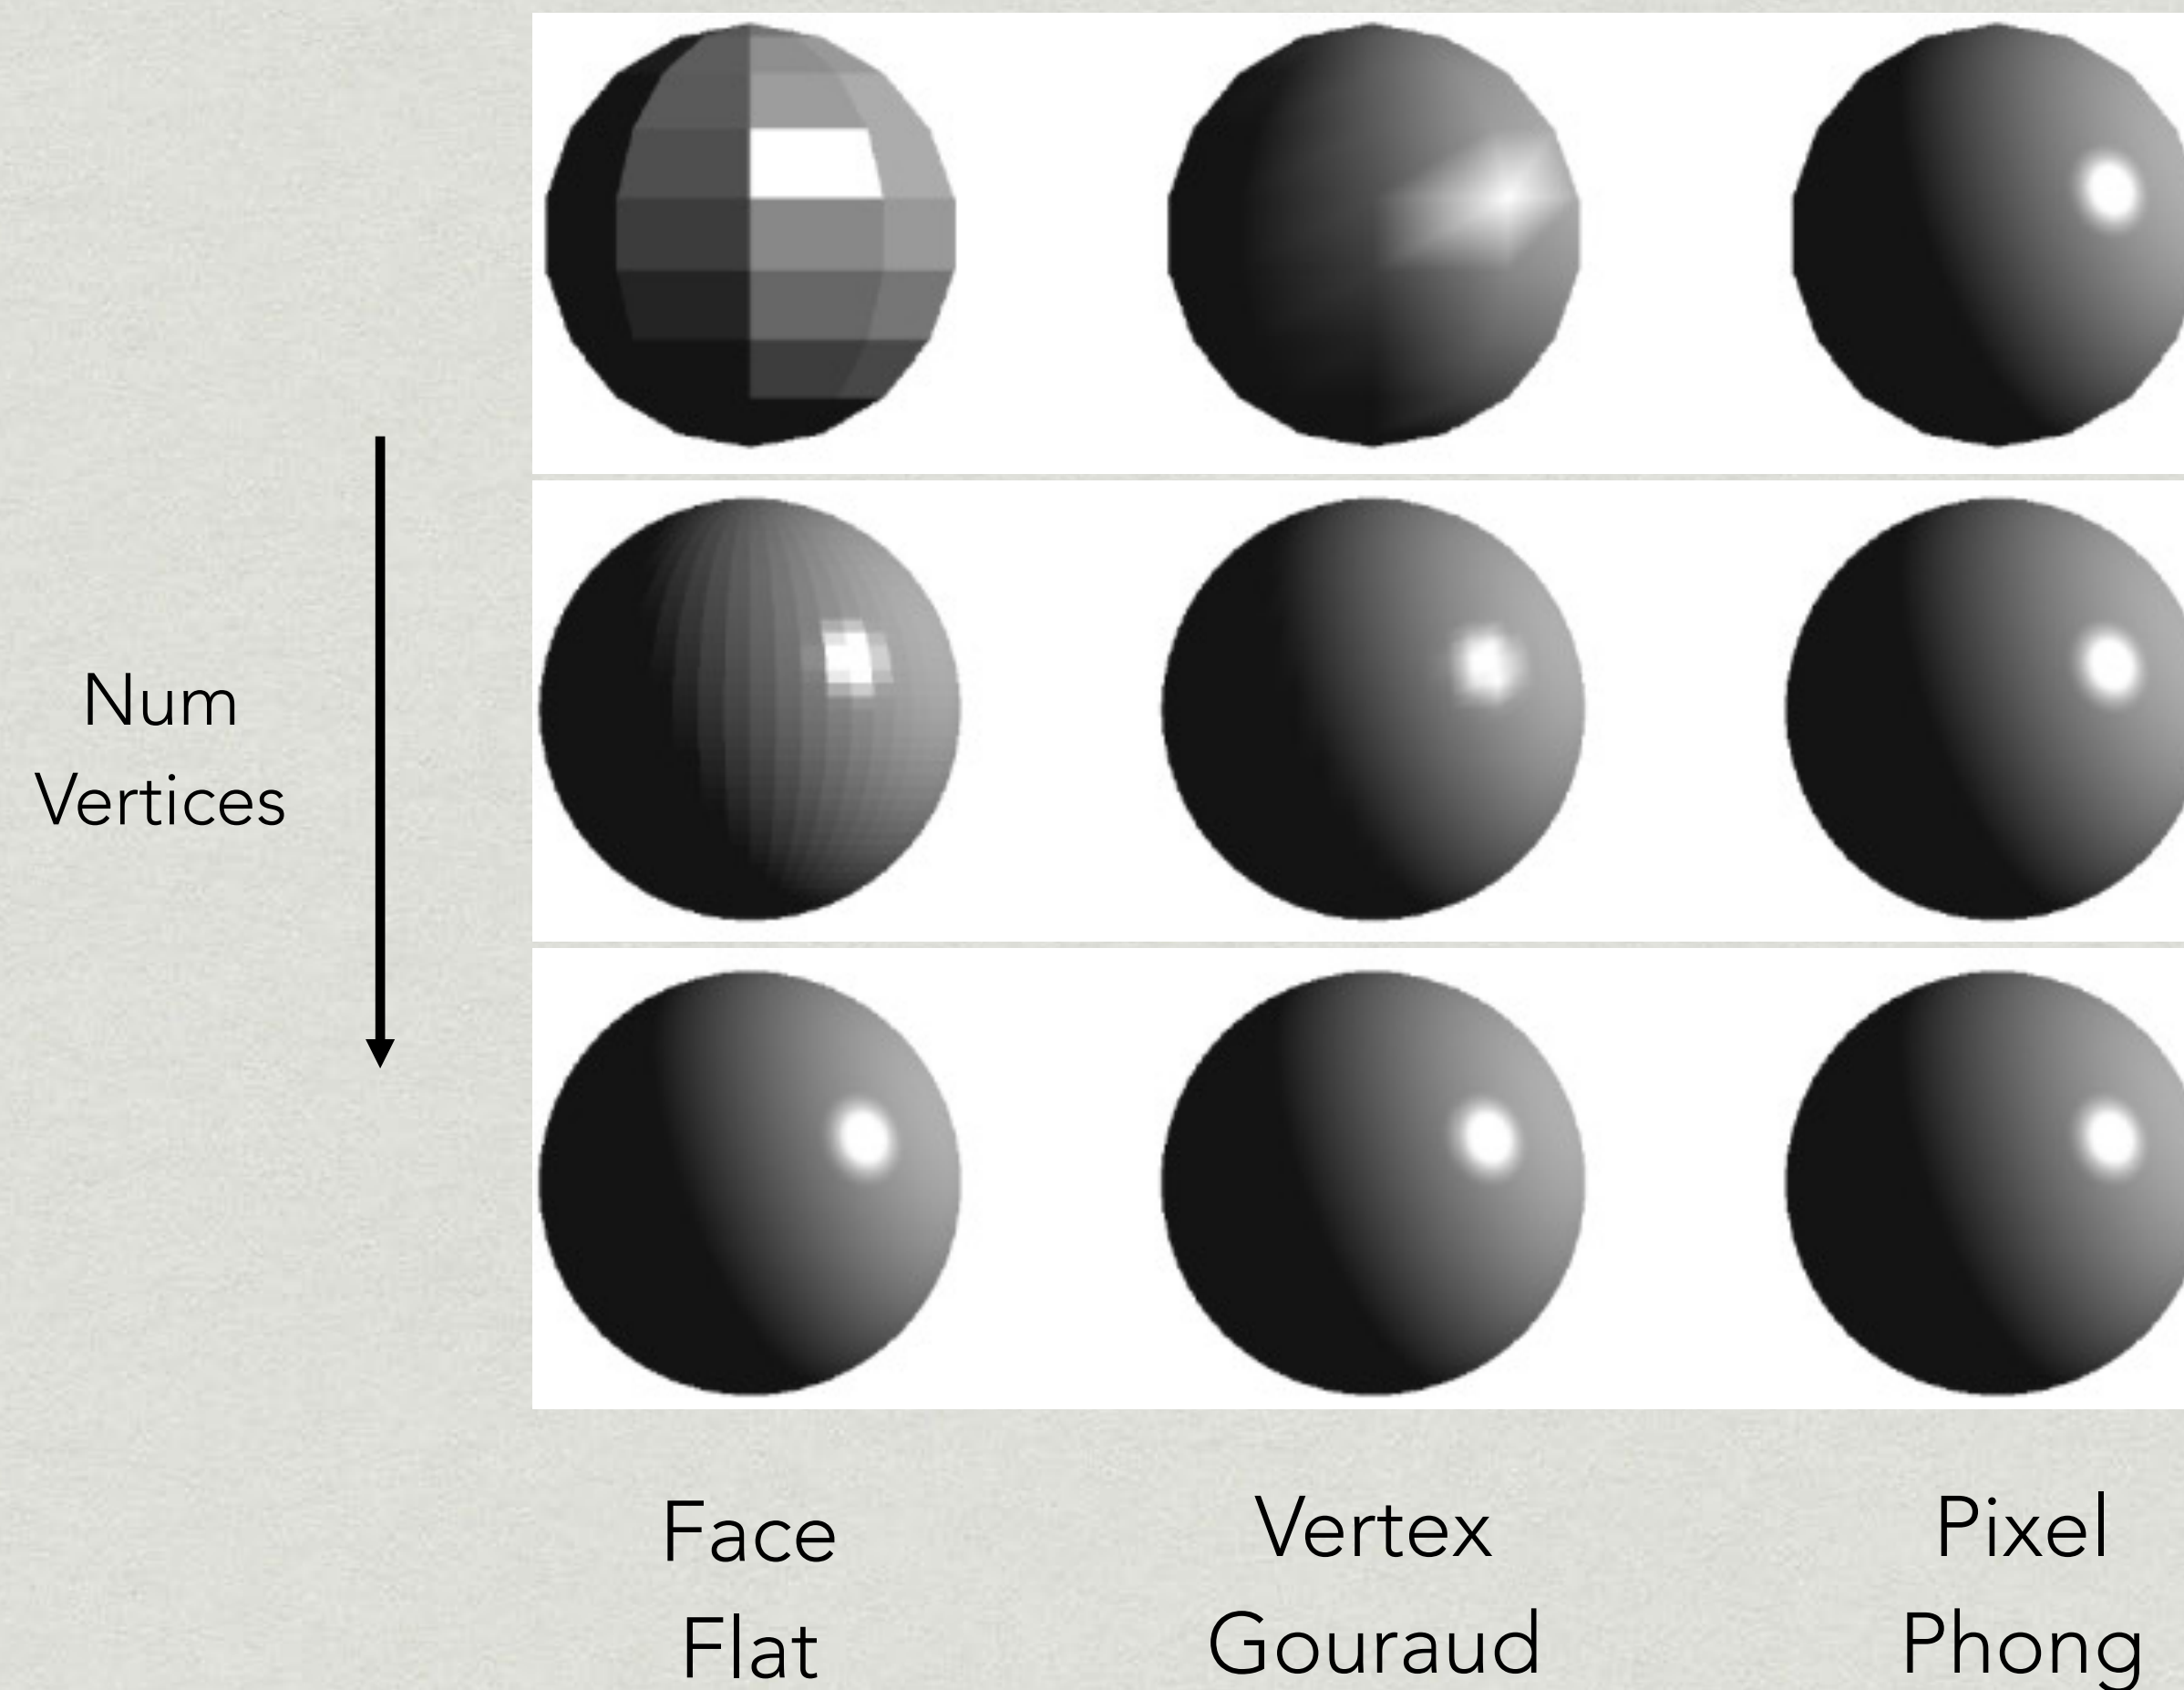 Num
Vertices
Face
Vertex
Pixel
Flat
Gouraud
Phong